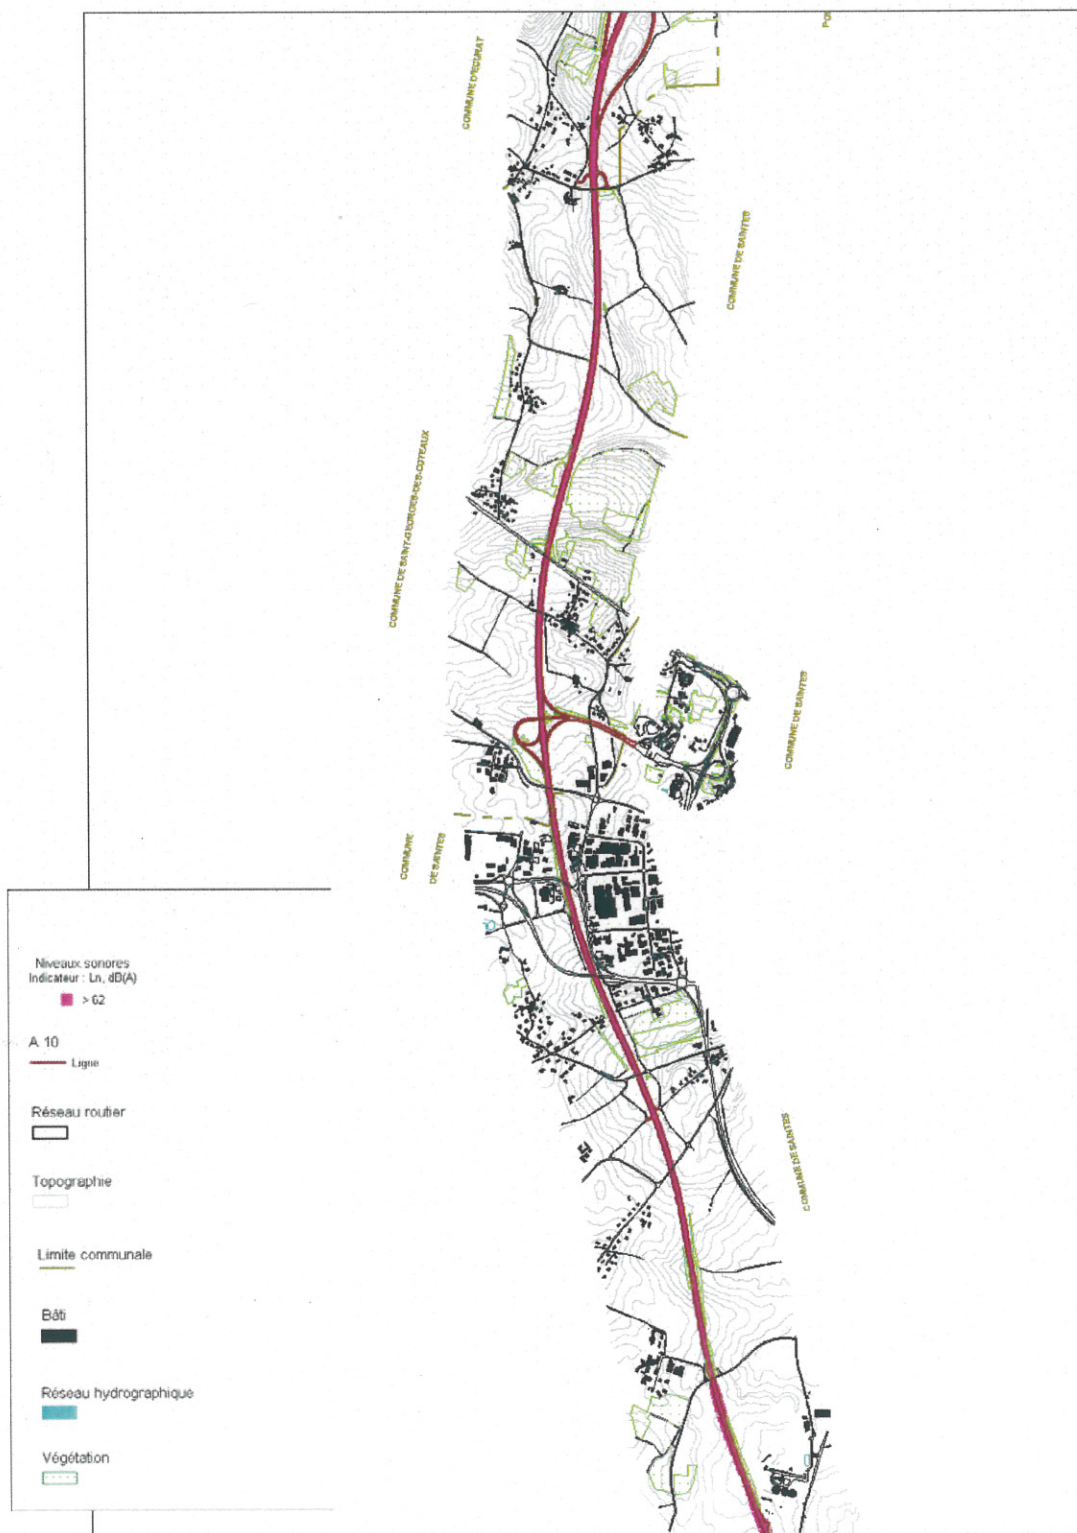 COMMUNE D'ECURAT
COMMUNE DE SAINTES
COMMUNE DE SAINT-GEORGES-DES-COTEAUX
COMMUNE DE SAINTES
COMMUNE
DE SAINTES
COMMUNE DE SAINTES
Niveaux sonores
Indicateur : Ln, dB(A)
> 62
A 10
Ligne
Réseau routier
Topographie
Limite communale
Bâti
Réseau hydrographique
Végétation